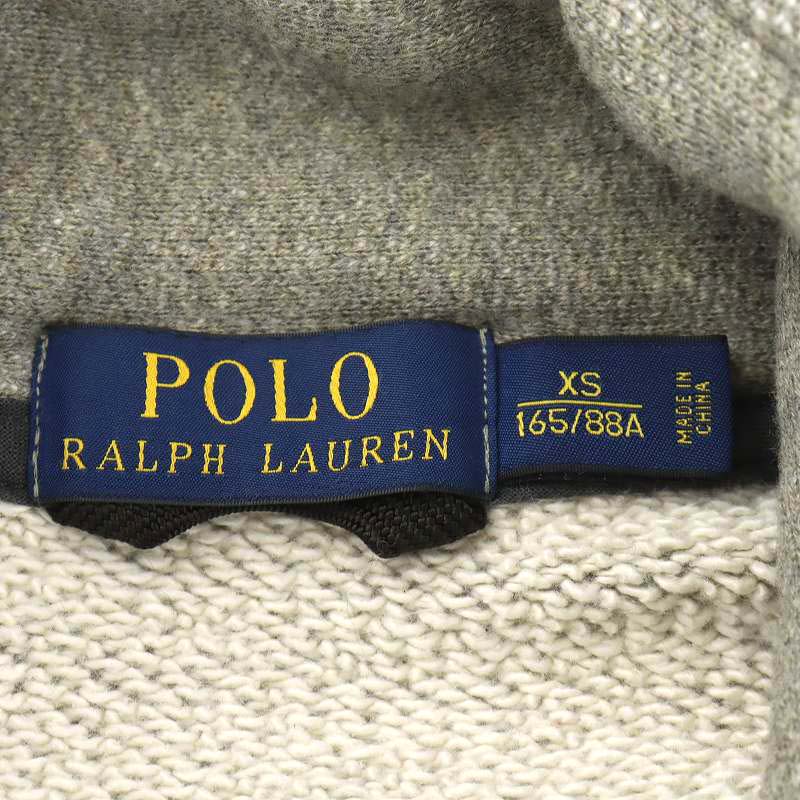 POLO
RALPH LAUREN
XS
165/88A
MADE IN
CHINA